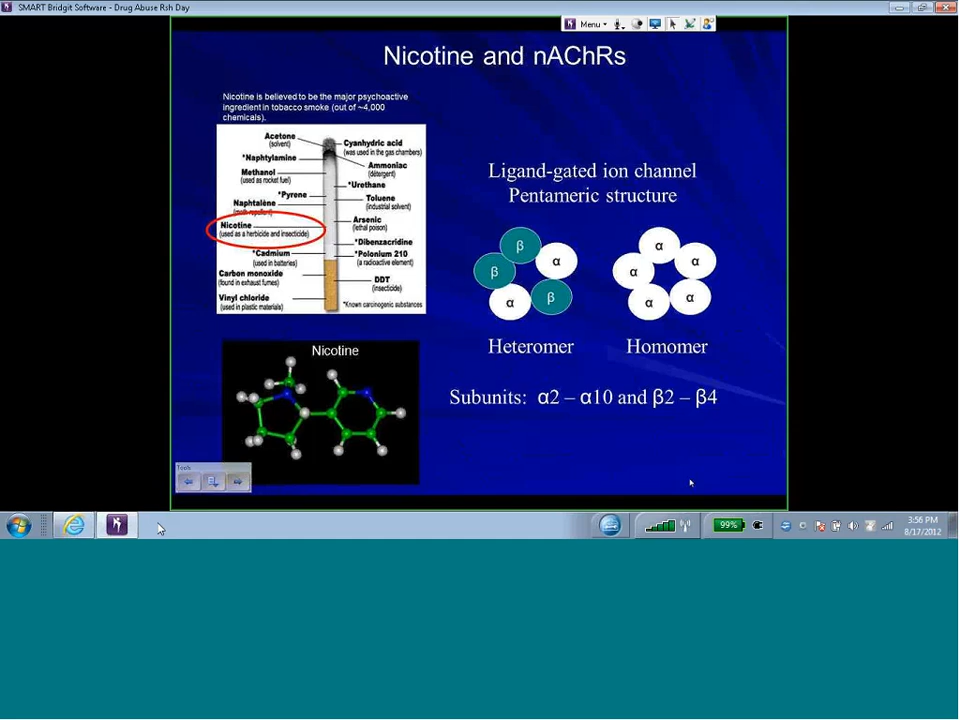 SMART Bridgit Software - Drug Abuse Rsh Day
Menu
Nicotine and nAChRs
Nicotine is believed to be the major psychoactive
ingredient in tobacco smoke (out of ~4,000
chemicals).
Acetone
(solvent)
*Naphtylamine
Methanol
(used as rocket fuel)
*Pyrene
Naphtalène
Nicotine
(used as a herbicide and insecticide)
*Cadmium
(used in batteries)
Carbon monoxide
(found in exhaust fumes)
Vinyl chloride
(used in plastic materials)
Cyanhydric acid
(was used in the gas chambers)
Ammoniac
(detergent)
*Urethane
Toluene
(industrial solvent)
Arsenic
(lethal poison)
*Dibenzacridine
*Polonium 210
(a radioactive element)
DDT
(insecticide)
*Known carcinogenic substances
Ligand-gated ion channel
Pentameric structure
β
α
β
β
α
α
α
α
α
α
Heteromer
Homomer
Subunits: α2 – α10 and β2 – β4
Nicotine
Tools
99%
3:56 PM
8/17/2012